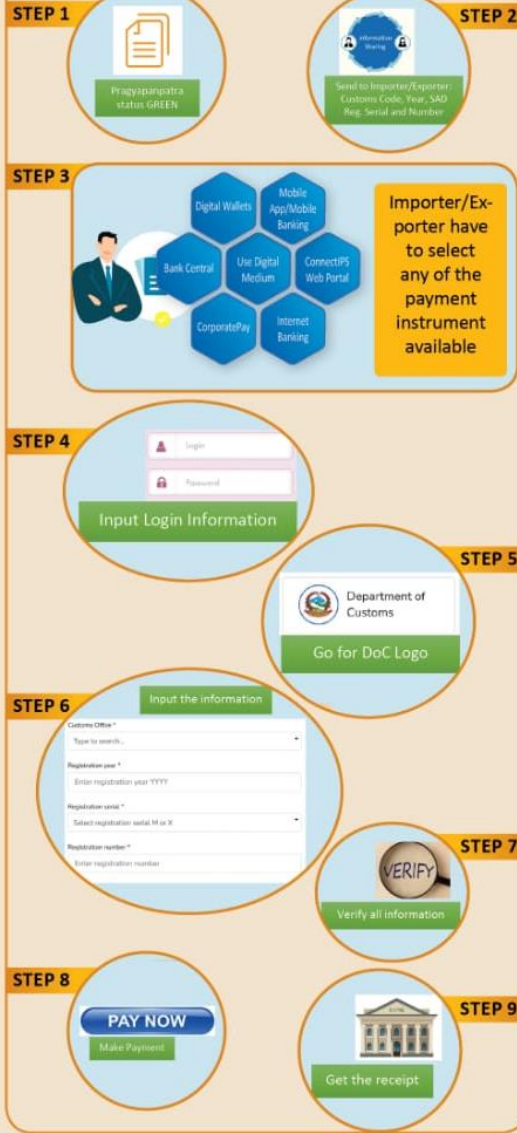 STEP 1
Pragyapanpatra
status GREEN
STEP 2
Information
Sharing
Send to Importer/Exporter:
Customs Code, Year, SAD
Reg. Serial and Number
STEP 3
Digital Wallets
Mobile
App/Mobile
Banking
Bank Central
Use Digital
Medium
ConnectIPS
Web Portal
CorporatePay
Internet
Banking
Importer/Ex-
porter have
to select
any of the
payment
instrument
available
STEP 4
login
Password
Input Login Information
STEP 5
Department of
Customs
Go for DoC Logo
STEP 6
Input the information
Customs Office *
Type to search...
Registration year *
Enter registration year YYYY
Registration serial *
Select registration serial M or X
Registration number *
Enter registration number
STEP 7
VERIFY
Verify all information
STEP 8
PAY NOW
Make Payment
STEP 9
Get the receipt